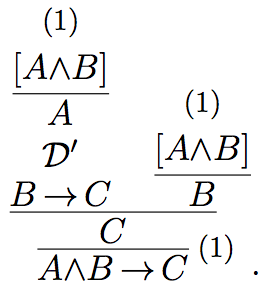 (1)
[A∧B]
A (1)
𝒟′ [A∧B]
B → C B
C (1)
A∧B → C .